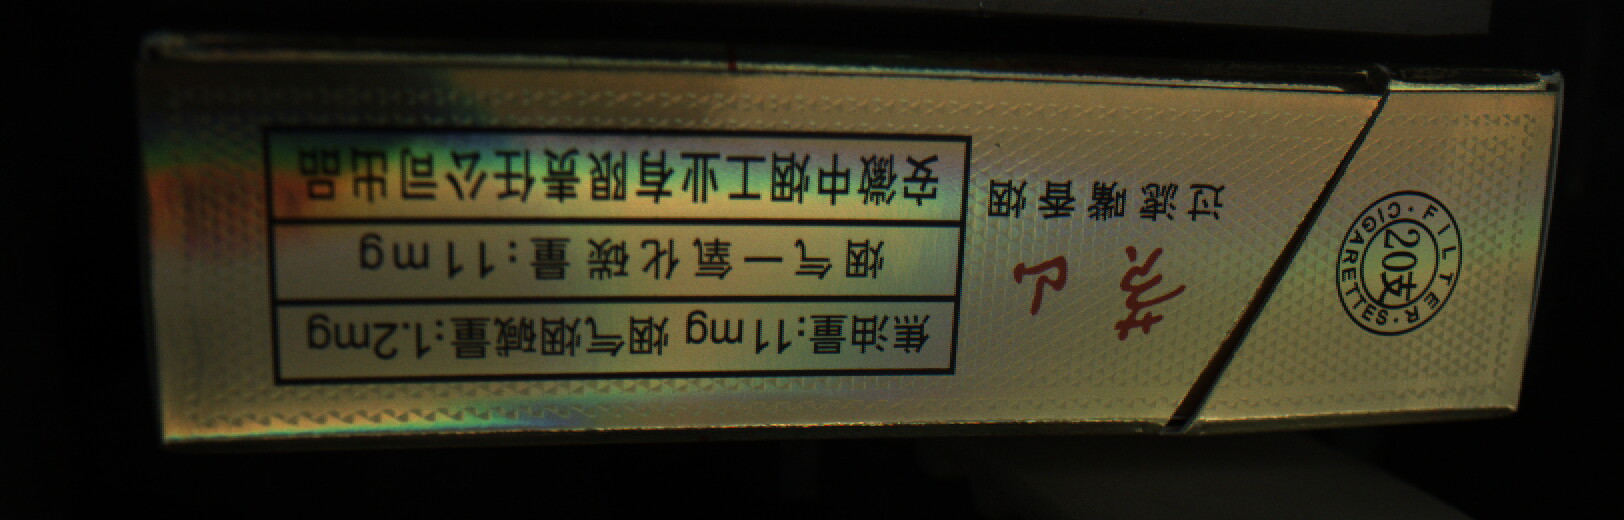 焦油量:11mg 烟气烟碱量:1.2mg
烟气一氧化碳量:11mg
安徽中烟工业有限责任公司出品
黄山
过滤嘴香烟
FILTER·CIGARETTES·
20支